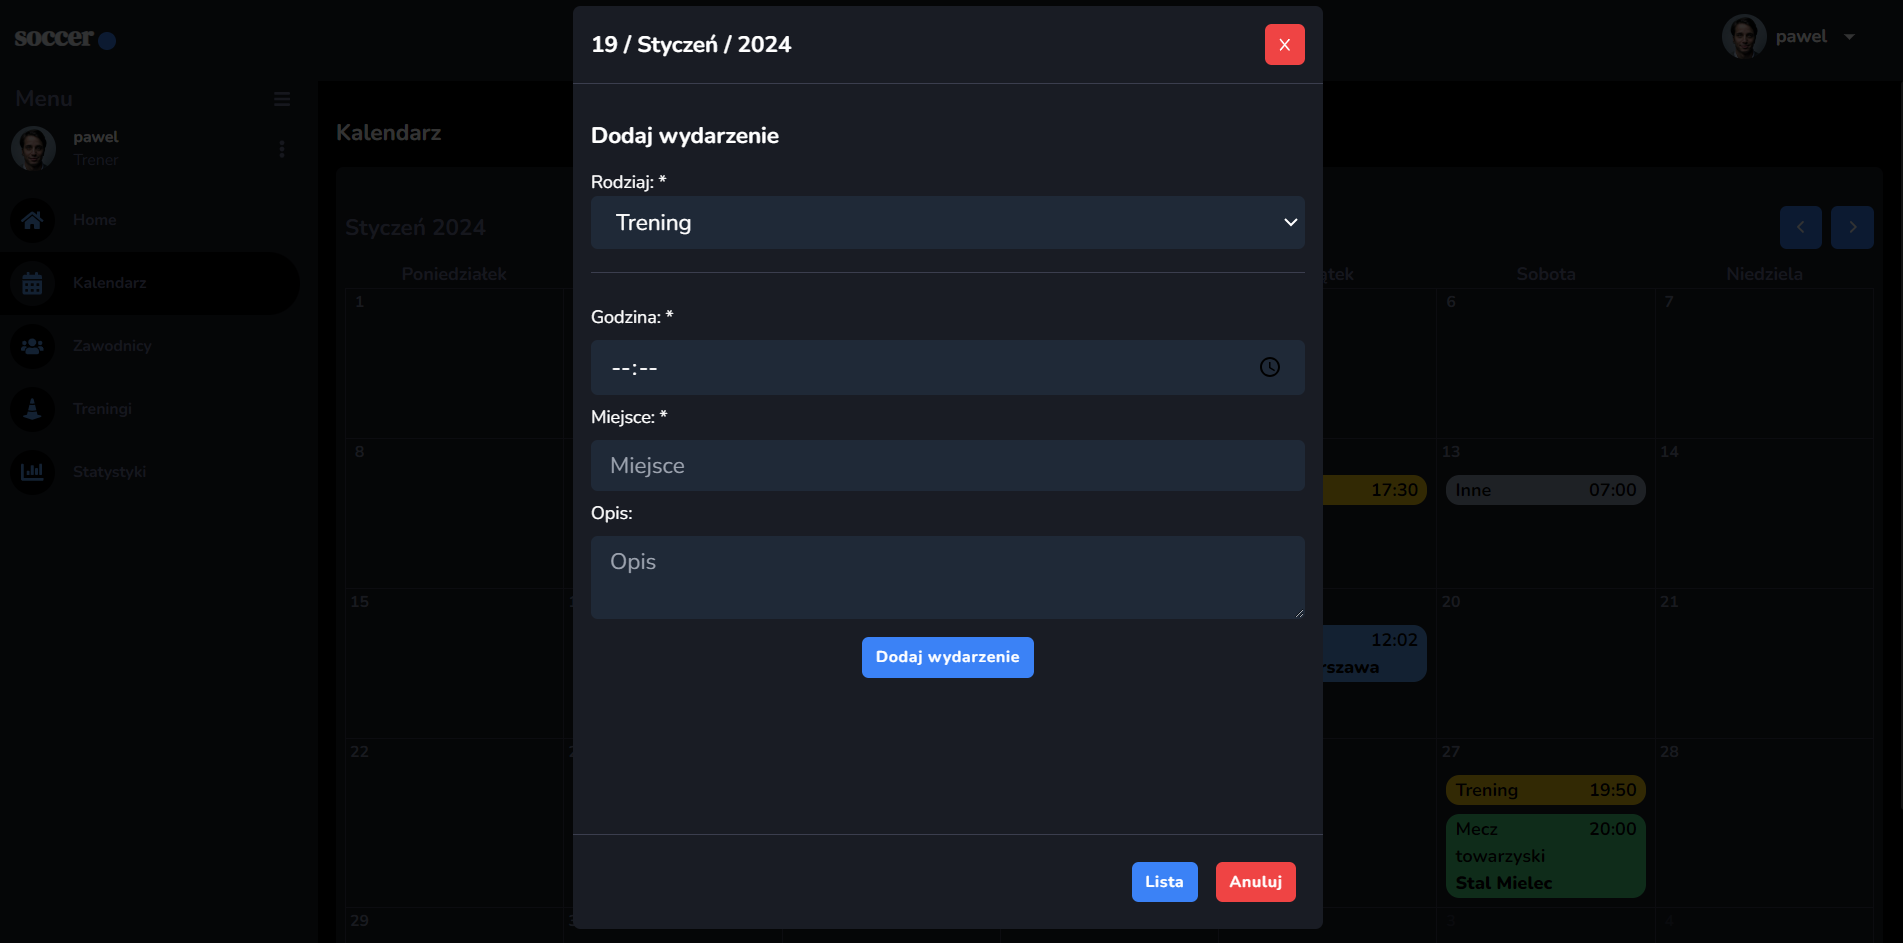 soccer
pawel
Menu
pawel
Trener
Home
Kalendarz
Zawodnicy
Treningi
Statystyki
Kalendarz
Styczeń 2024
Poniedziałek
Sobota
Niedziela
1
6
7
8
17:30
13
Inne 07:00
14
15
12:02
20
21
22
27
Trening 19:50
Mecz 20:00
towarzyski
Stal Mielec
28
29
19 / Styczeń / 2024
X
Dodaj wydarzenie
Rodziaj: *
Trening
Godzina: *
--:--
Miejsce: *
Miejsce
Opis:
Opis
Dodaj wydarzenie
Lista
Anuluj